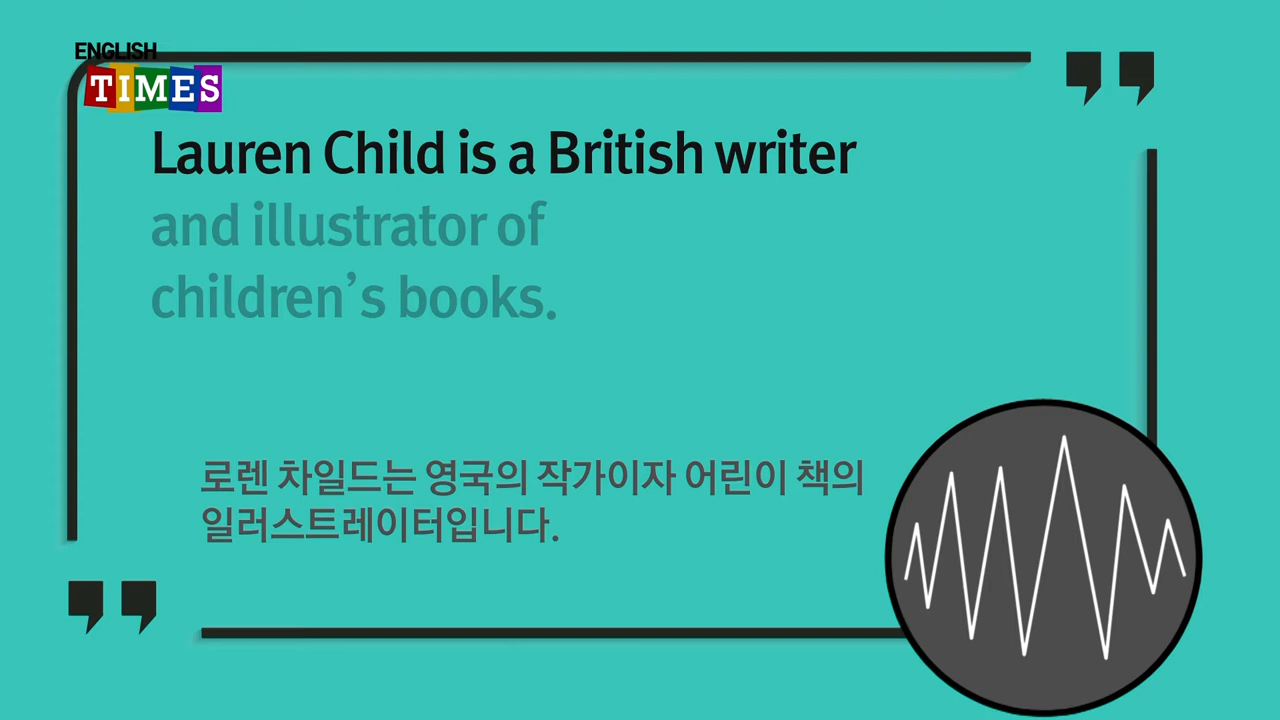 ENGLISH
TIMES
Lauren Child is a British writer
and illustrator of
children’s books.
로렌 차일드는 영국의 작가이자 어린이 책의
일러스트레이터입니다.